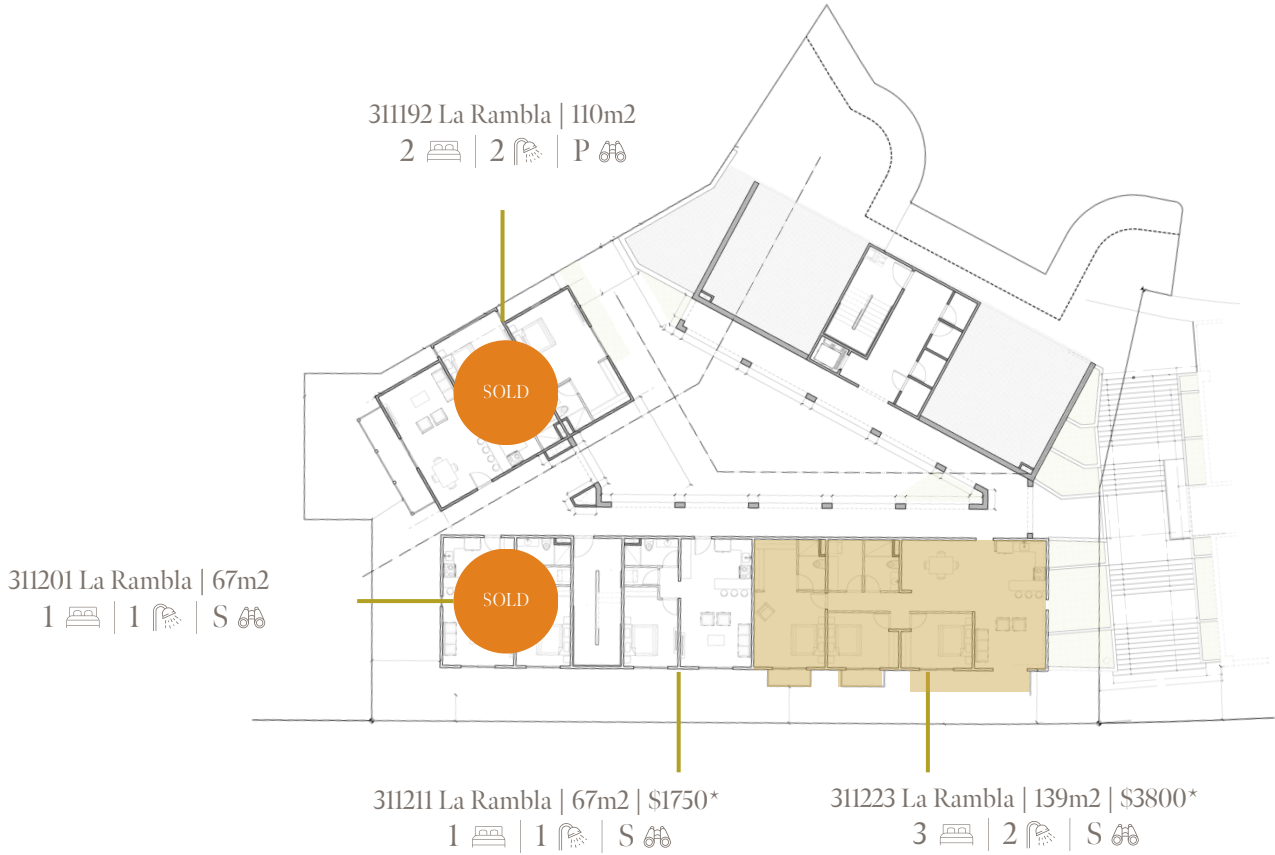 311192 La Rambla | 110m2
2 | 2 | P
SOLD
311201 La Rambla | 67m2
1 | 1 | S
SOLD
311211 La Rambla | 67m2 | $1750*
1 | 1 | S
311223 La Rambla | 139m2 | $3800*
3 | 2 | S